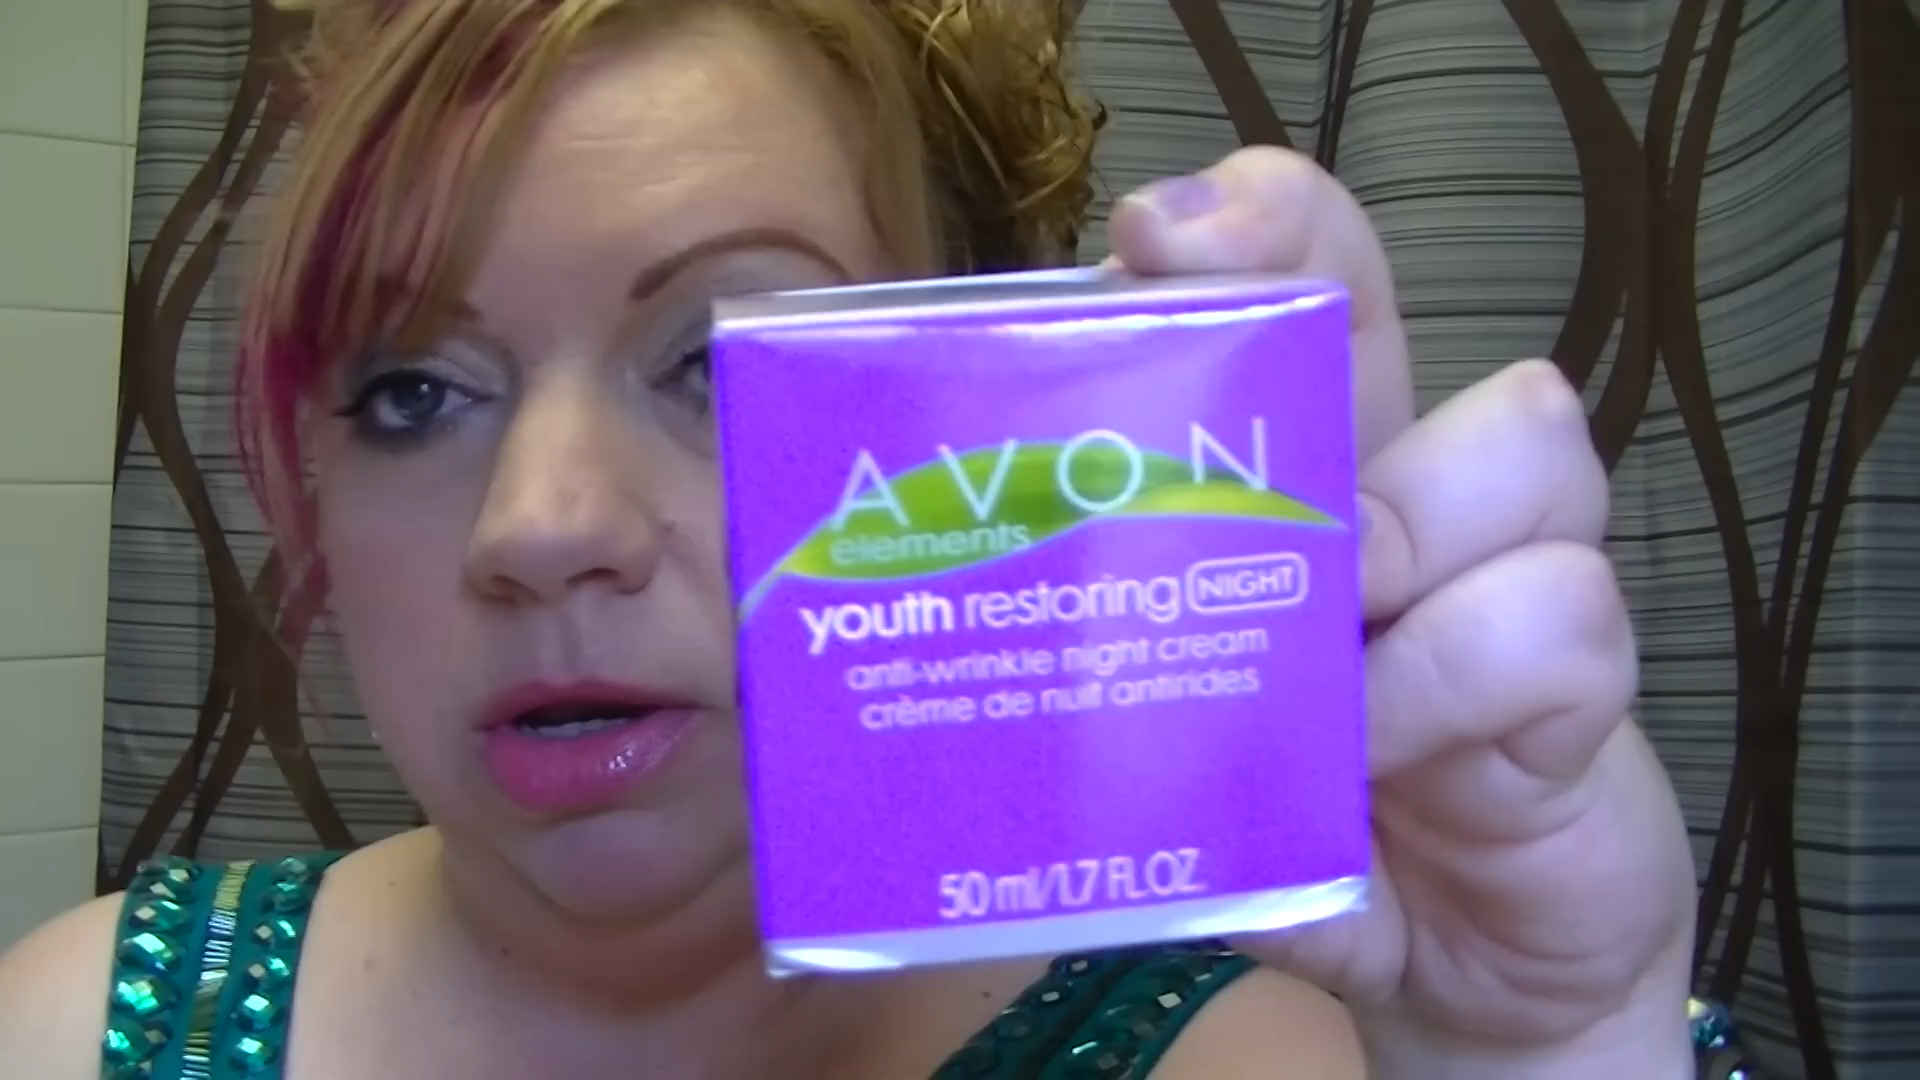 AVON
elements
youth restoring NIGHT
anti-wrinkle night cream
crème de nuit antirides
50 ml/1.7 FL.OZ.